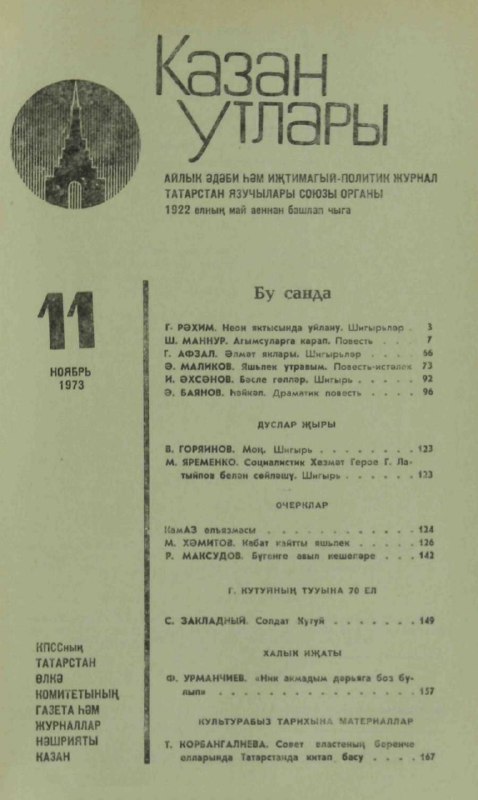 Казан
утлары
АЙЛЫК ӘДӘБИ ҺӘМ ИҖТИМАГЫЙ-ПОЛИТИК ЖУРНАЛ
ТАТАРСТАН ЯЗУЧЫЛАРЫ СОЮЗЫ ОРГАНЫ
1922 елның май аеннан башлап чыга
11
НОЯБРЬ
1973
Бу санда
Г. РӘХИМ. Неон яктысында уйлану. Шигырьләр . 3
Ш. МАННУР. Агымсуларга карап. Повесть . . . 7
Г. АФЗАЛ. Әлмәт яклары. Шигырьләр . . . . 66
Ә. МАЛИКОВ. Яшьлек утравым. Повесть-истәлек 73
И. ӘХСӘНОВ. Бәсле гөлләр. Шигырь . . . . . 92
Ә. БАЯНОВ. Һәйкәл. Драматик повесть . . . . 96
ДУСЛАР ҖЫРЫ
В. ГОРЯИНОВ. Моң. Шигырь . . . . . . . 123
М. ЯРЕМЕНКО. Социалистик Хезмәт Герое Г. Ла-
тыйпов белән сөйләшү. Шигырь . . . . . 123
ОЧЕРКЛАР
КамАЗ елъязмасы . . . . . . . . . . . 124
М. ХӘМИТОВ. Кабат кайтты яшьлек . . . . . 126
Р. МАКСУДОВ. Бүгенге авыл кешеләре . . . 142
Г. КУТУЙНЫҢ ТУУЫНА 70 ЕЛ
С. ЗАКЛАДНЫЙ. Солдат Кутуй . . . . . . . 149
ХАЛЫК ИҖАТЫ
Ф. УРМАНЧИЕВ. «Ник акмадым дәрьяга боз бу-
лып» . . . . . . . . . . . . . . . 157
КУЛЬТУРАБЫЗ ТАРИХЫНА МАТЕРИАЛЛАР
Т. КОРБАНГАЛИЕВА. Совет властеның беренче
елларында Татарстанда китап басу . . . . 167
КПССның
ТАТАРСТАН
ӨЛКӘ
КОМИТЕТЫНЫҢ
ГАЗЕТА ҺӘМ
ЖУРНАЛЛАР
НӘШРИЯТЫ
КАЗАН